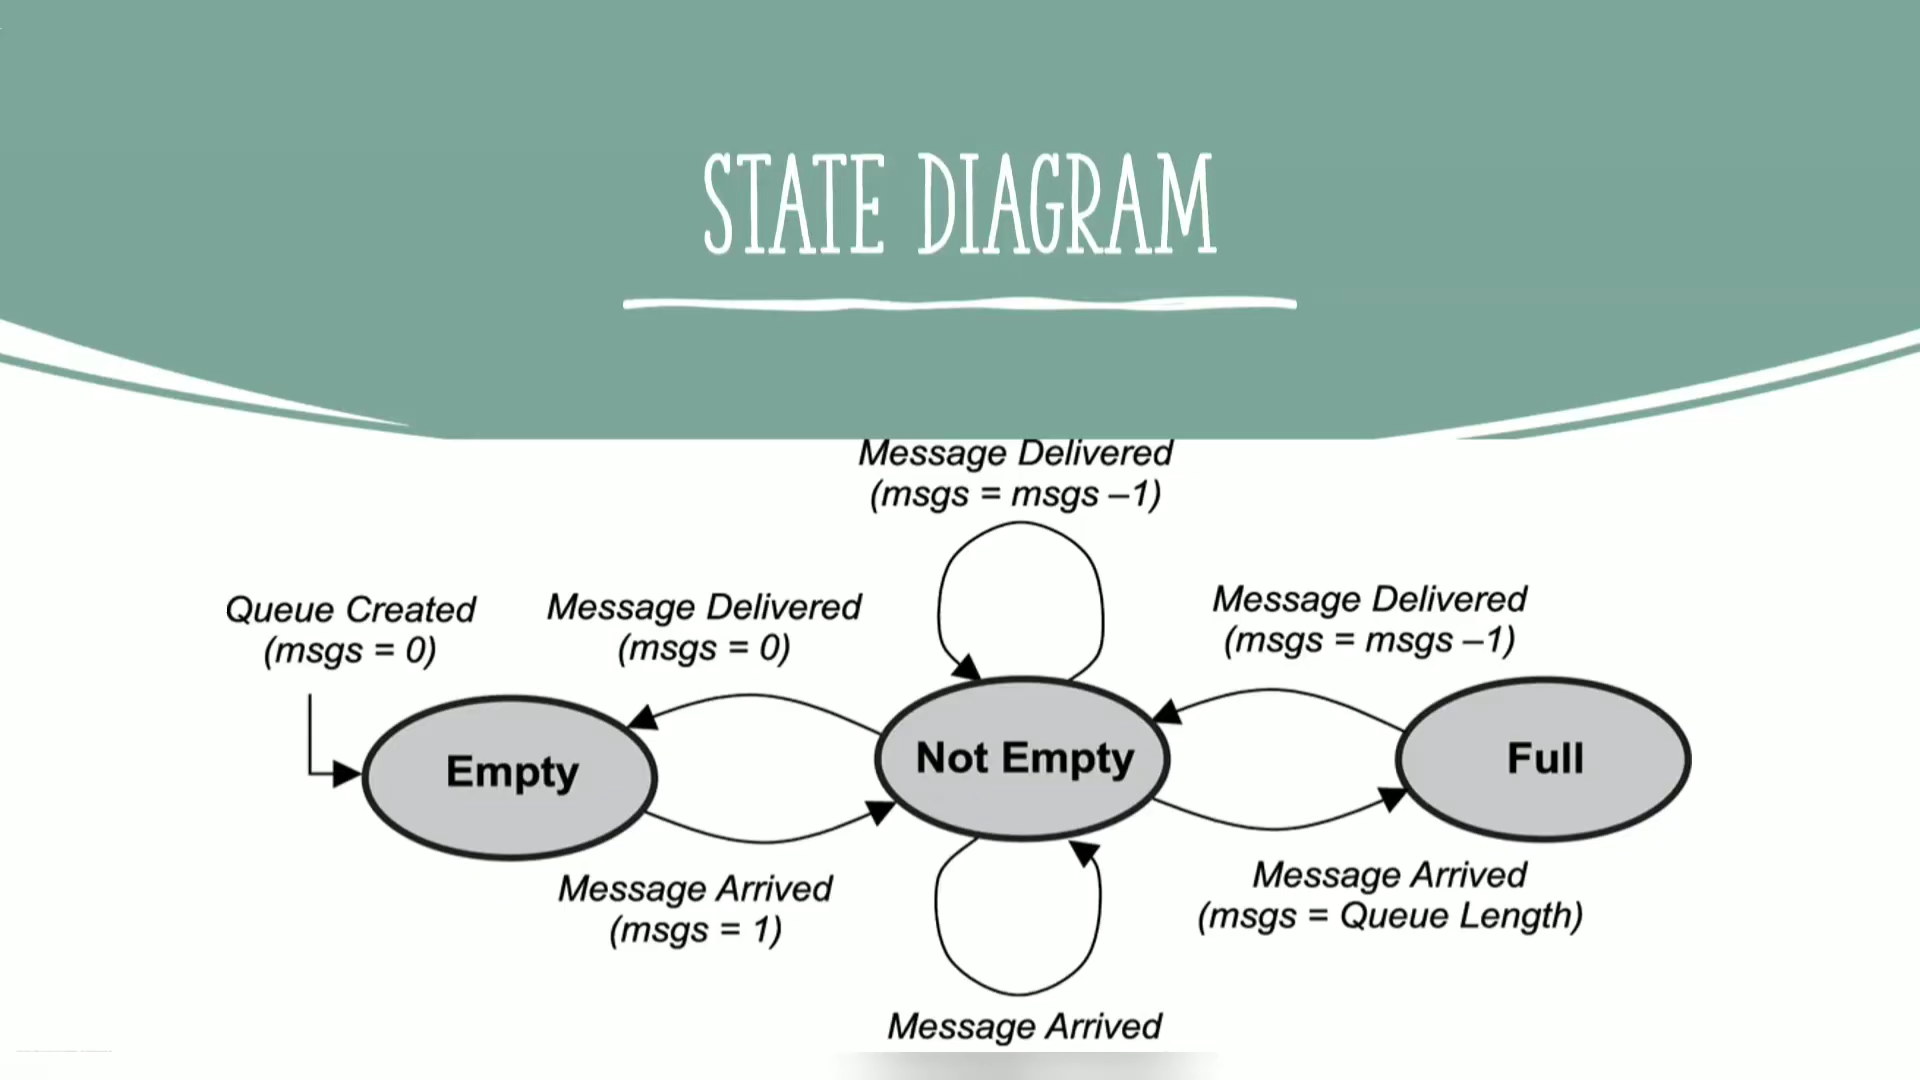 STATE DIAGRAM
Message Delivered
(msgs = msgs –1)
Queue Created
(msgs = 0)
Message Delivered
(msgs = 0)
Message Delivered
(msgs = msgs –1)
Empty
Not Empty
Full
Message Arrived
(msgs = 1)
Message Arrived
(msgs = Queue Length)
Message Arrived